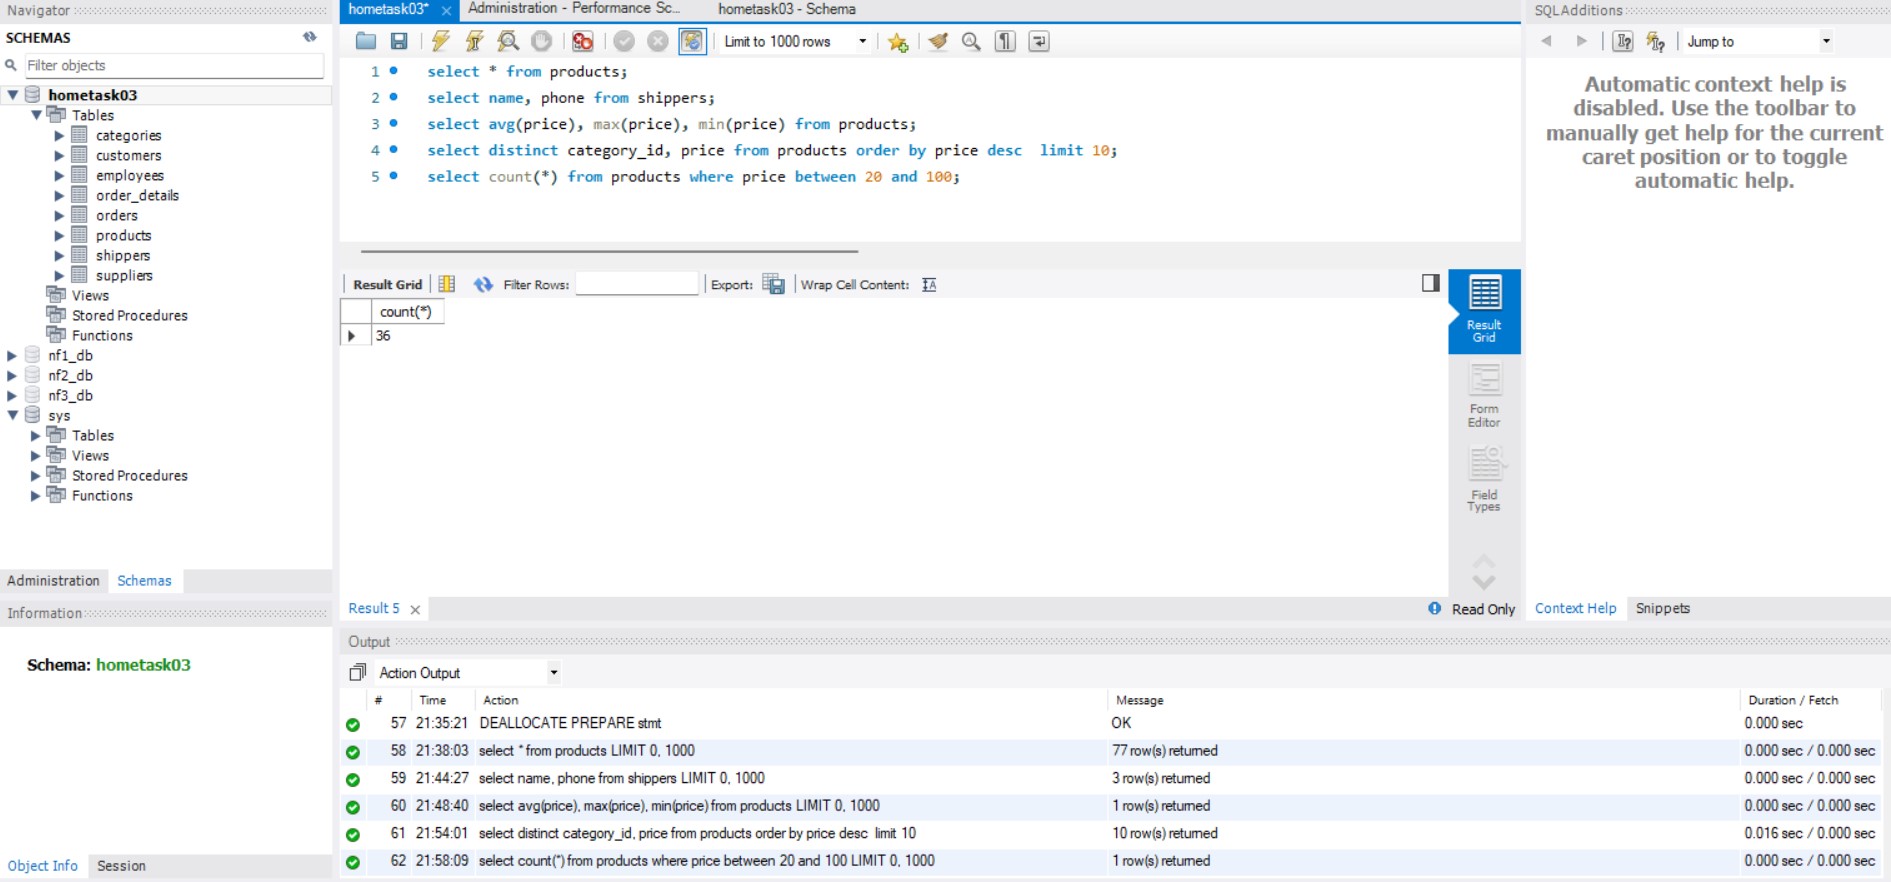 Navigator
SCHEMAS
Filter objects
hometask03
Tables
categories
customers
employees
order_details
orders
products
shippers
suppliers
Views
Stored Procedures
Functions
nf1_db
nf2_db
nf3_db
sys
Tables
Views
Stored Procedures
Functions
Administration Schemas
Information
Schema: hometask03
Object Info Session
hometask03* Administration - Performance Sc... hometask03 - Schema
Limit to 1000 rows
1 select * from products;
2 select name, phone from shippers;
3 select avg(price), max(price), min(price) from products;
4 select distinct category_id, price from products order by price desc  limit 10;
5 select count(*) from products where price between 20 and 100;
Result Grid Filter Rows: Export: Wrap Cell Content:
count(*)
36
Result Grid
Form Editor
Field Types
Result 5 Read Only
SQLAdditions
Jump to
Automatic context help is
disabled. Use the toolbar to
manually get help for the current
caret position or to toggle
automatic help.
Context Help Snippets
Output
Action Output
# Time Action Message Duration / Fetch
57 21:35:21 DEALLOCATE PREPARE stmt OK 0.000 sec
58 21:38:03 select * from products LIMIT 0, 1000 77 row(s) returned 0.000 sec / 0.000 sec
59 21:44:27 select name, phone from shippers LIMIT 0, 1000 3 row(s) returned 0.000 sec / 0.000 sec
60 21:48:40 select avg(price), max(price), min(price) from products LIMIT 0, 1000 1 row(s) returned 0.000 sec / 0.000 sec
61 21:54:01 select distinct category_id, price from products order by price desc  limit 10 10 row(s) returned 0.016 sec / 0.000 sec
62 21:58:09 select count(*) from products where price between 20 and 100 LIMIT 0, 1000 1 row(s) returned 0.000 sec / 0.000 sec